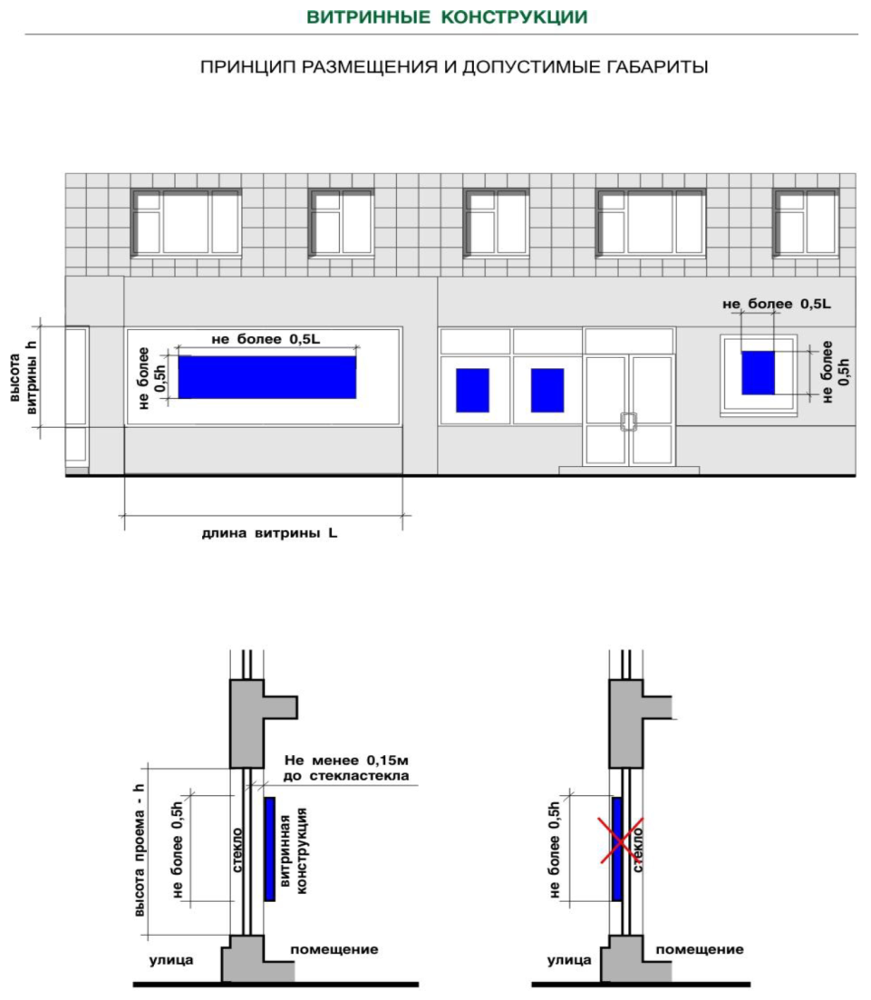 ВИТРИННЫЕ КОНСТРУКЦИИ
ПРИНЦИП РАЗМЕЩЕНИЯ И ДОПУСТИМЫЕ ГАБАРИТЫ
не более 0,5L
не более 0,5L
высота
витрины h
не более
0,5h
не более
0,5h
длина витрины L
Не менее 0,15м
до стекластекла
высота проема - h
не более 0,5h
стекло
витринная
конструкция
улица
помещение
не более 0,5h
стекло
улица
помещение